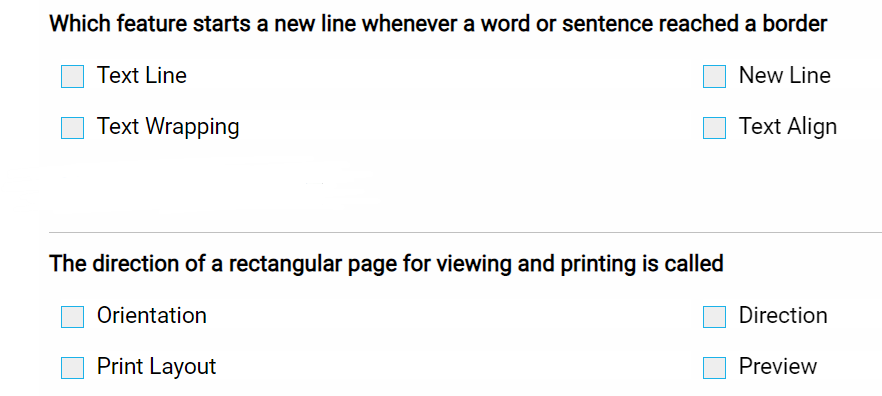 Which feature starts a new line whenever a word or sentence reached a border
Text Line
New Line
Text Wrapping
Text Align
The direction of a rectangular page for viewing and printing is called
Orientation
Direction
Print Layout
Preview